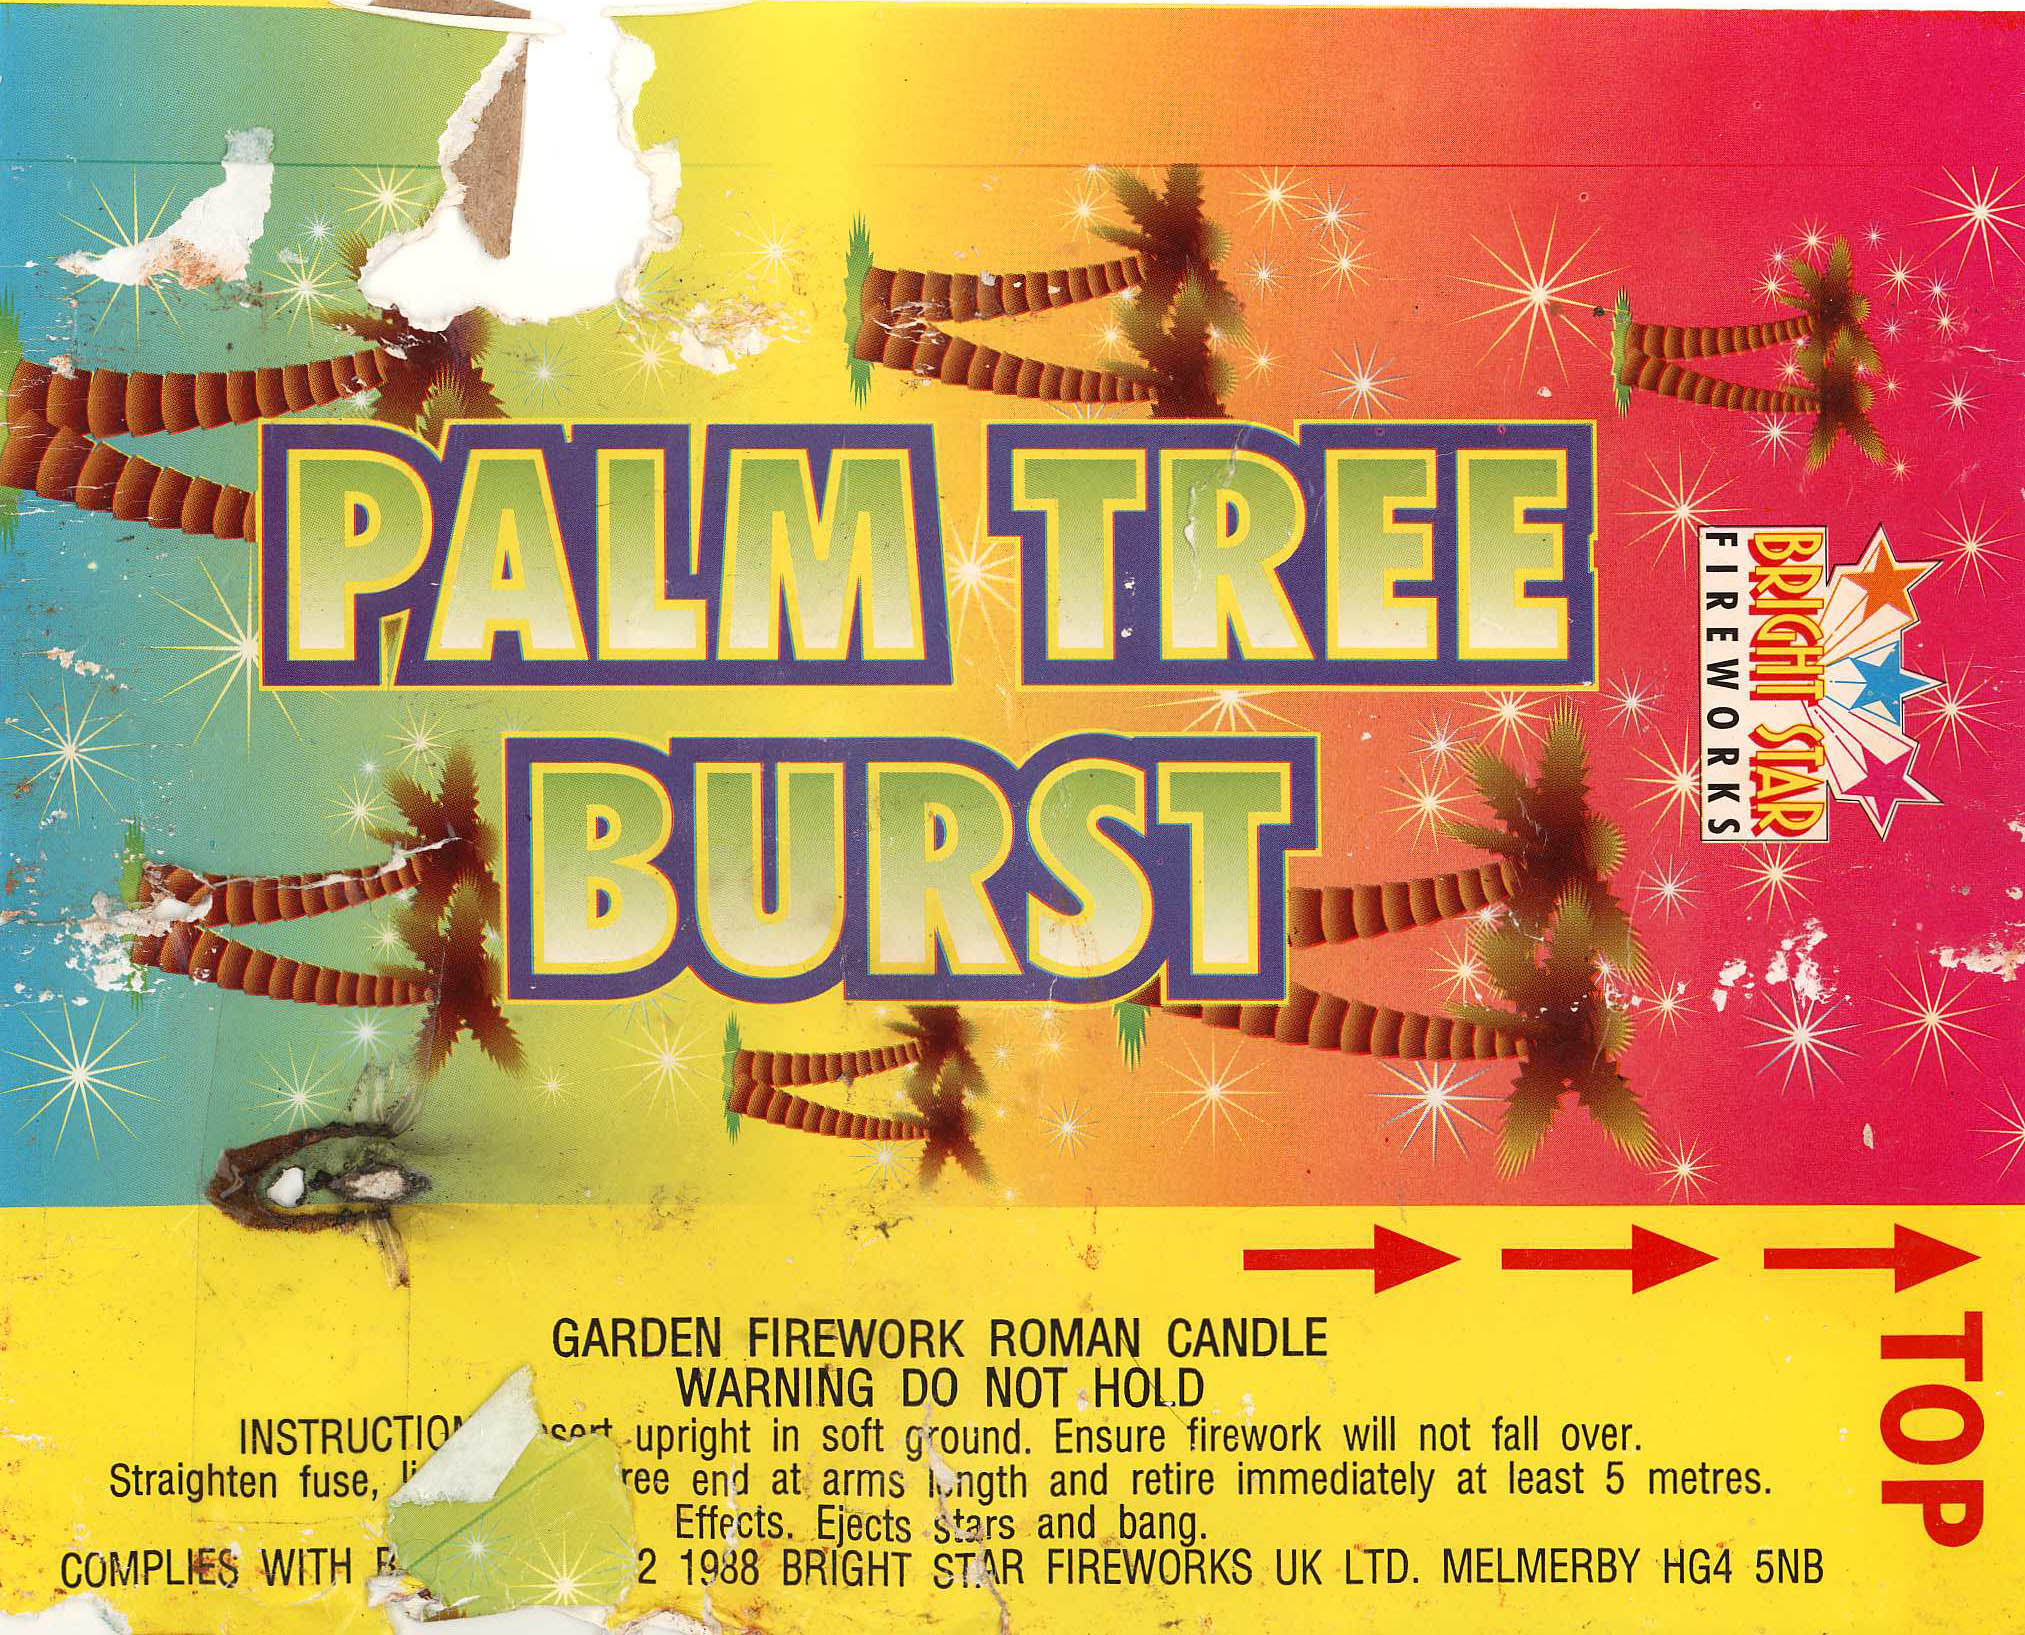 PALM TREE
BURST
BRIGHT STAR
FIREWORKS
TOP
GARDEN FIREWORK ROMAN CANDLE
WARNING DO NOT HOLD
upright in soft ground. Ensure firework will not fall over.
Straighten fuse, end at arms length and retire immediately at least 5 metres.
Effects. Ejects stars and bang.
COMPLIES WITH 2 1988 BRIGHT STAR FIREWORKS UK LTD. MELMERBY HG4 5NB